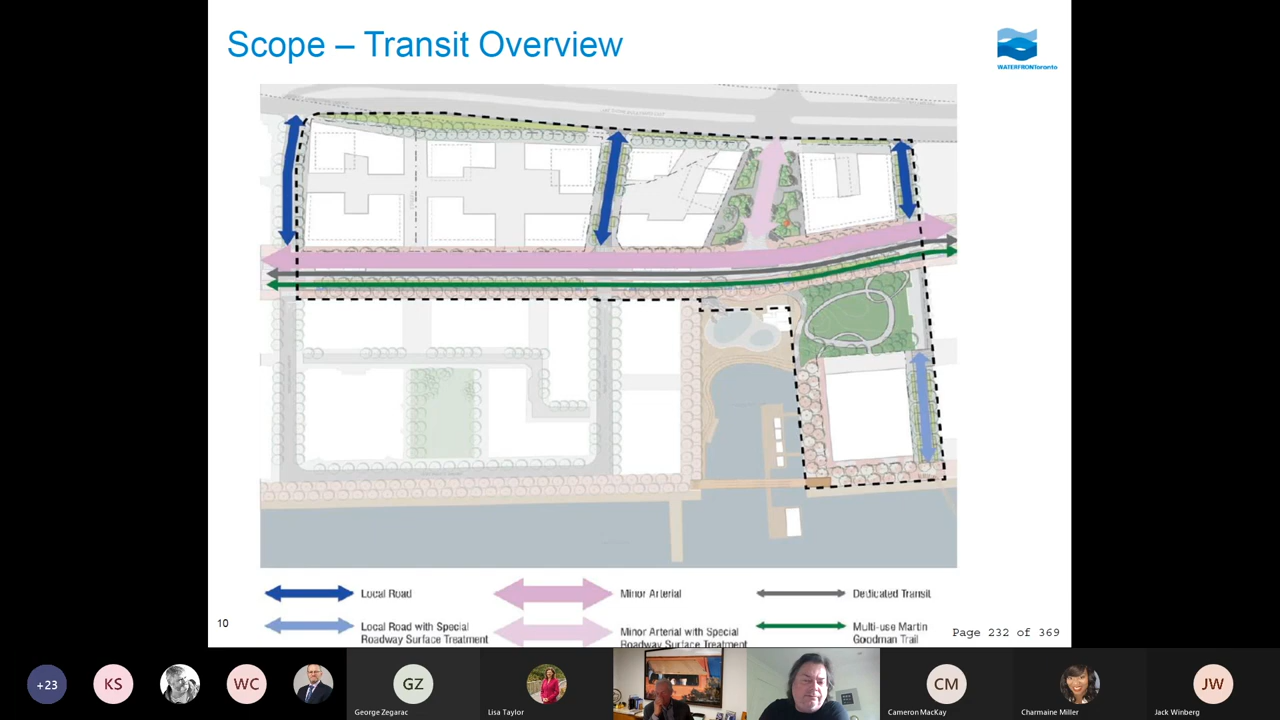 Scope – Transit Overview
WATERFRONToronto
Local Road
Minor Arterial
Dedicated Transit
Local Road with Special
Roadway Surface Treatment
Minor Arterial with Special
Roadway Surface Treatment
Multi-use Martin
Goodman Trail
10
Page 232 of 369
+23
KS
WC
GZ
George Zegarac
Lisa Taylor
CM
Cameron MacKay
Charmaine Miller
JW
Jack Winberg